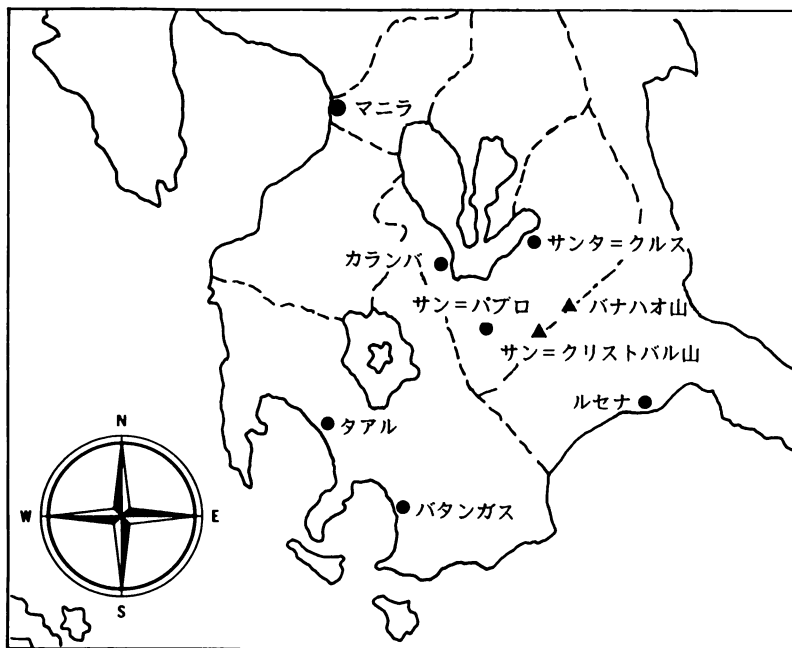 マニラ
サンタ=クルス
カランバ
サン=パブロ
バナハオ山
サン=クリストバル山
ルセナ
タアル
バタンガス
N
W
E
S